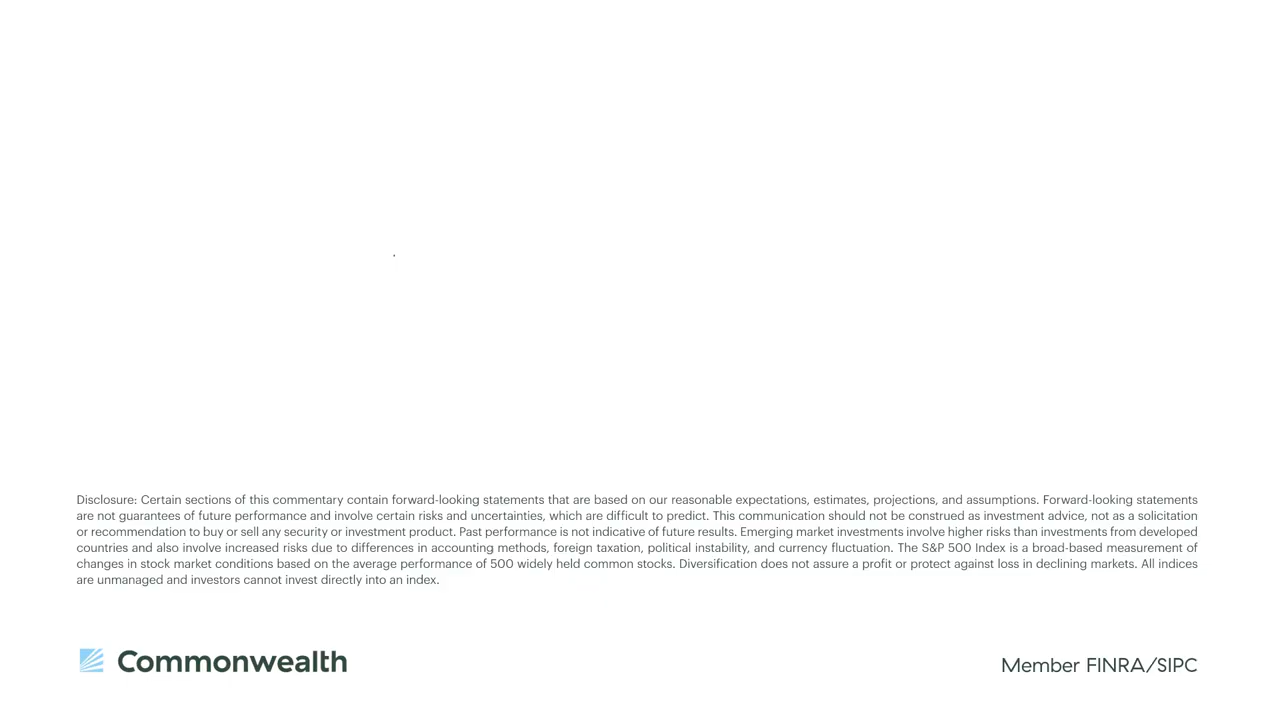 Disclosure: Certain sections of this commentary contain forward-looking statements that are based on our reasonable expectations, estimates, projections, and assumptions. Forward-looking statements
are not guarantees of future performance and involve certain risks and uncertainties, which are difficult to predict. This communication should not be construed as investment advice, not as a solicitation
or recommendation to buy or sell any security or investment product. Past performance is not indicative of future results. Emerging market investments involve higher risks than investments from developed
countries and also involve increased risks due to differences in accounting methods, foreign taxation, political instability, and currency fluctuation. The S&P 500 Index is a broad-based measurement of
changes in stock market conditions based on the average performance of 500 widely held common stocks. Diversification does not assure a profit or protect against loss in declining markets. All indices
are unmanaged and investors cannot invest directly into an index.
Commonwealth
Member FINRA/SIPC